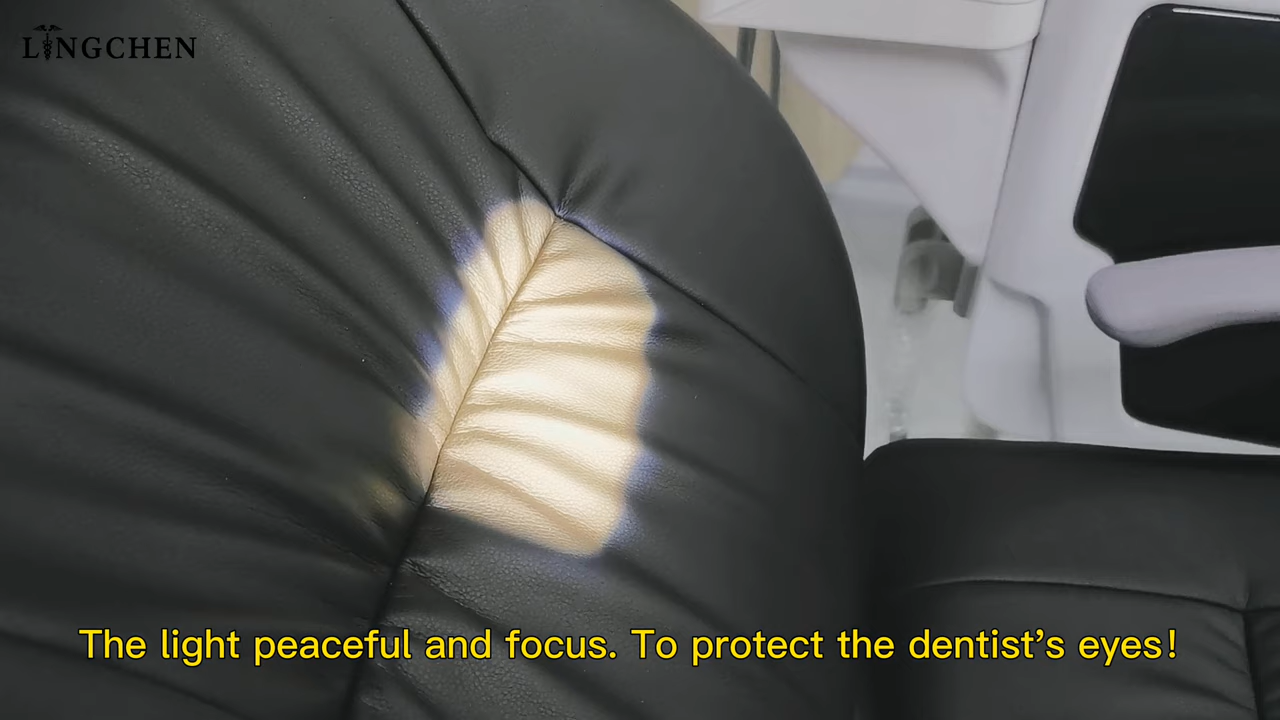 LINGCHEN
The light peaceful and focus. To protect the dentist’s eyes!